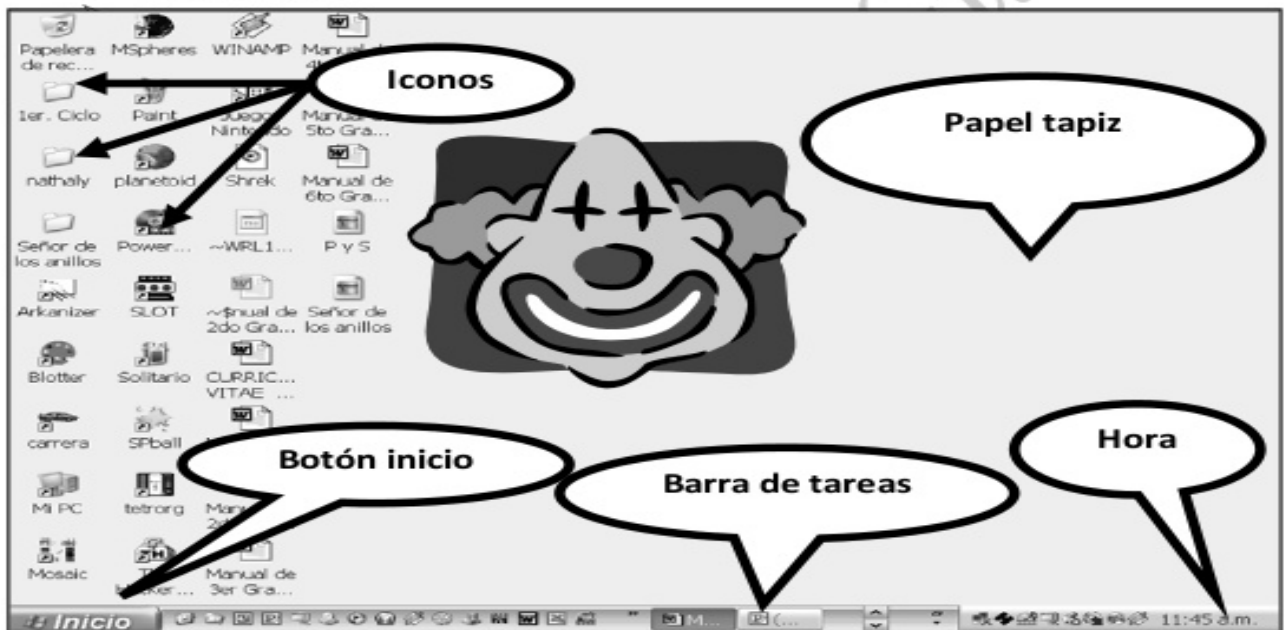 Papelera de rec...
MSpheres
WINAMP
Manual de
Iconos
1er. Ciclo
Paint
Juego
Nintendo
Manual
5to Gra...
Papel tapiz
nathaly
planetoid
Shrek
Manual de
6to Gra...
Señor de
los anillos
Power...
~WRL1...
P y S
Arkanizer
SLOT
~$nual de
2do Gra...
Señor de
los anillos
Blotter
Solitario
CURRIC...
VITAE ...
carrera
SPball
Botón inicio
Barra de tareas
Hora
Mi PC
tetrorg
Mosaic
Manual de
3er Gra...
Inicio
M...
(...
11:45 a.m.